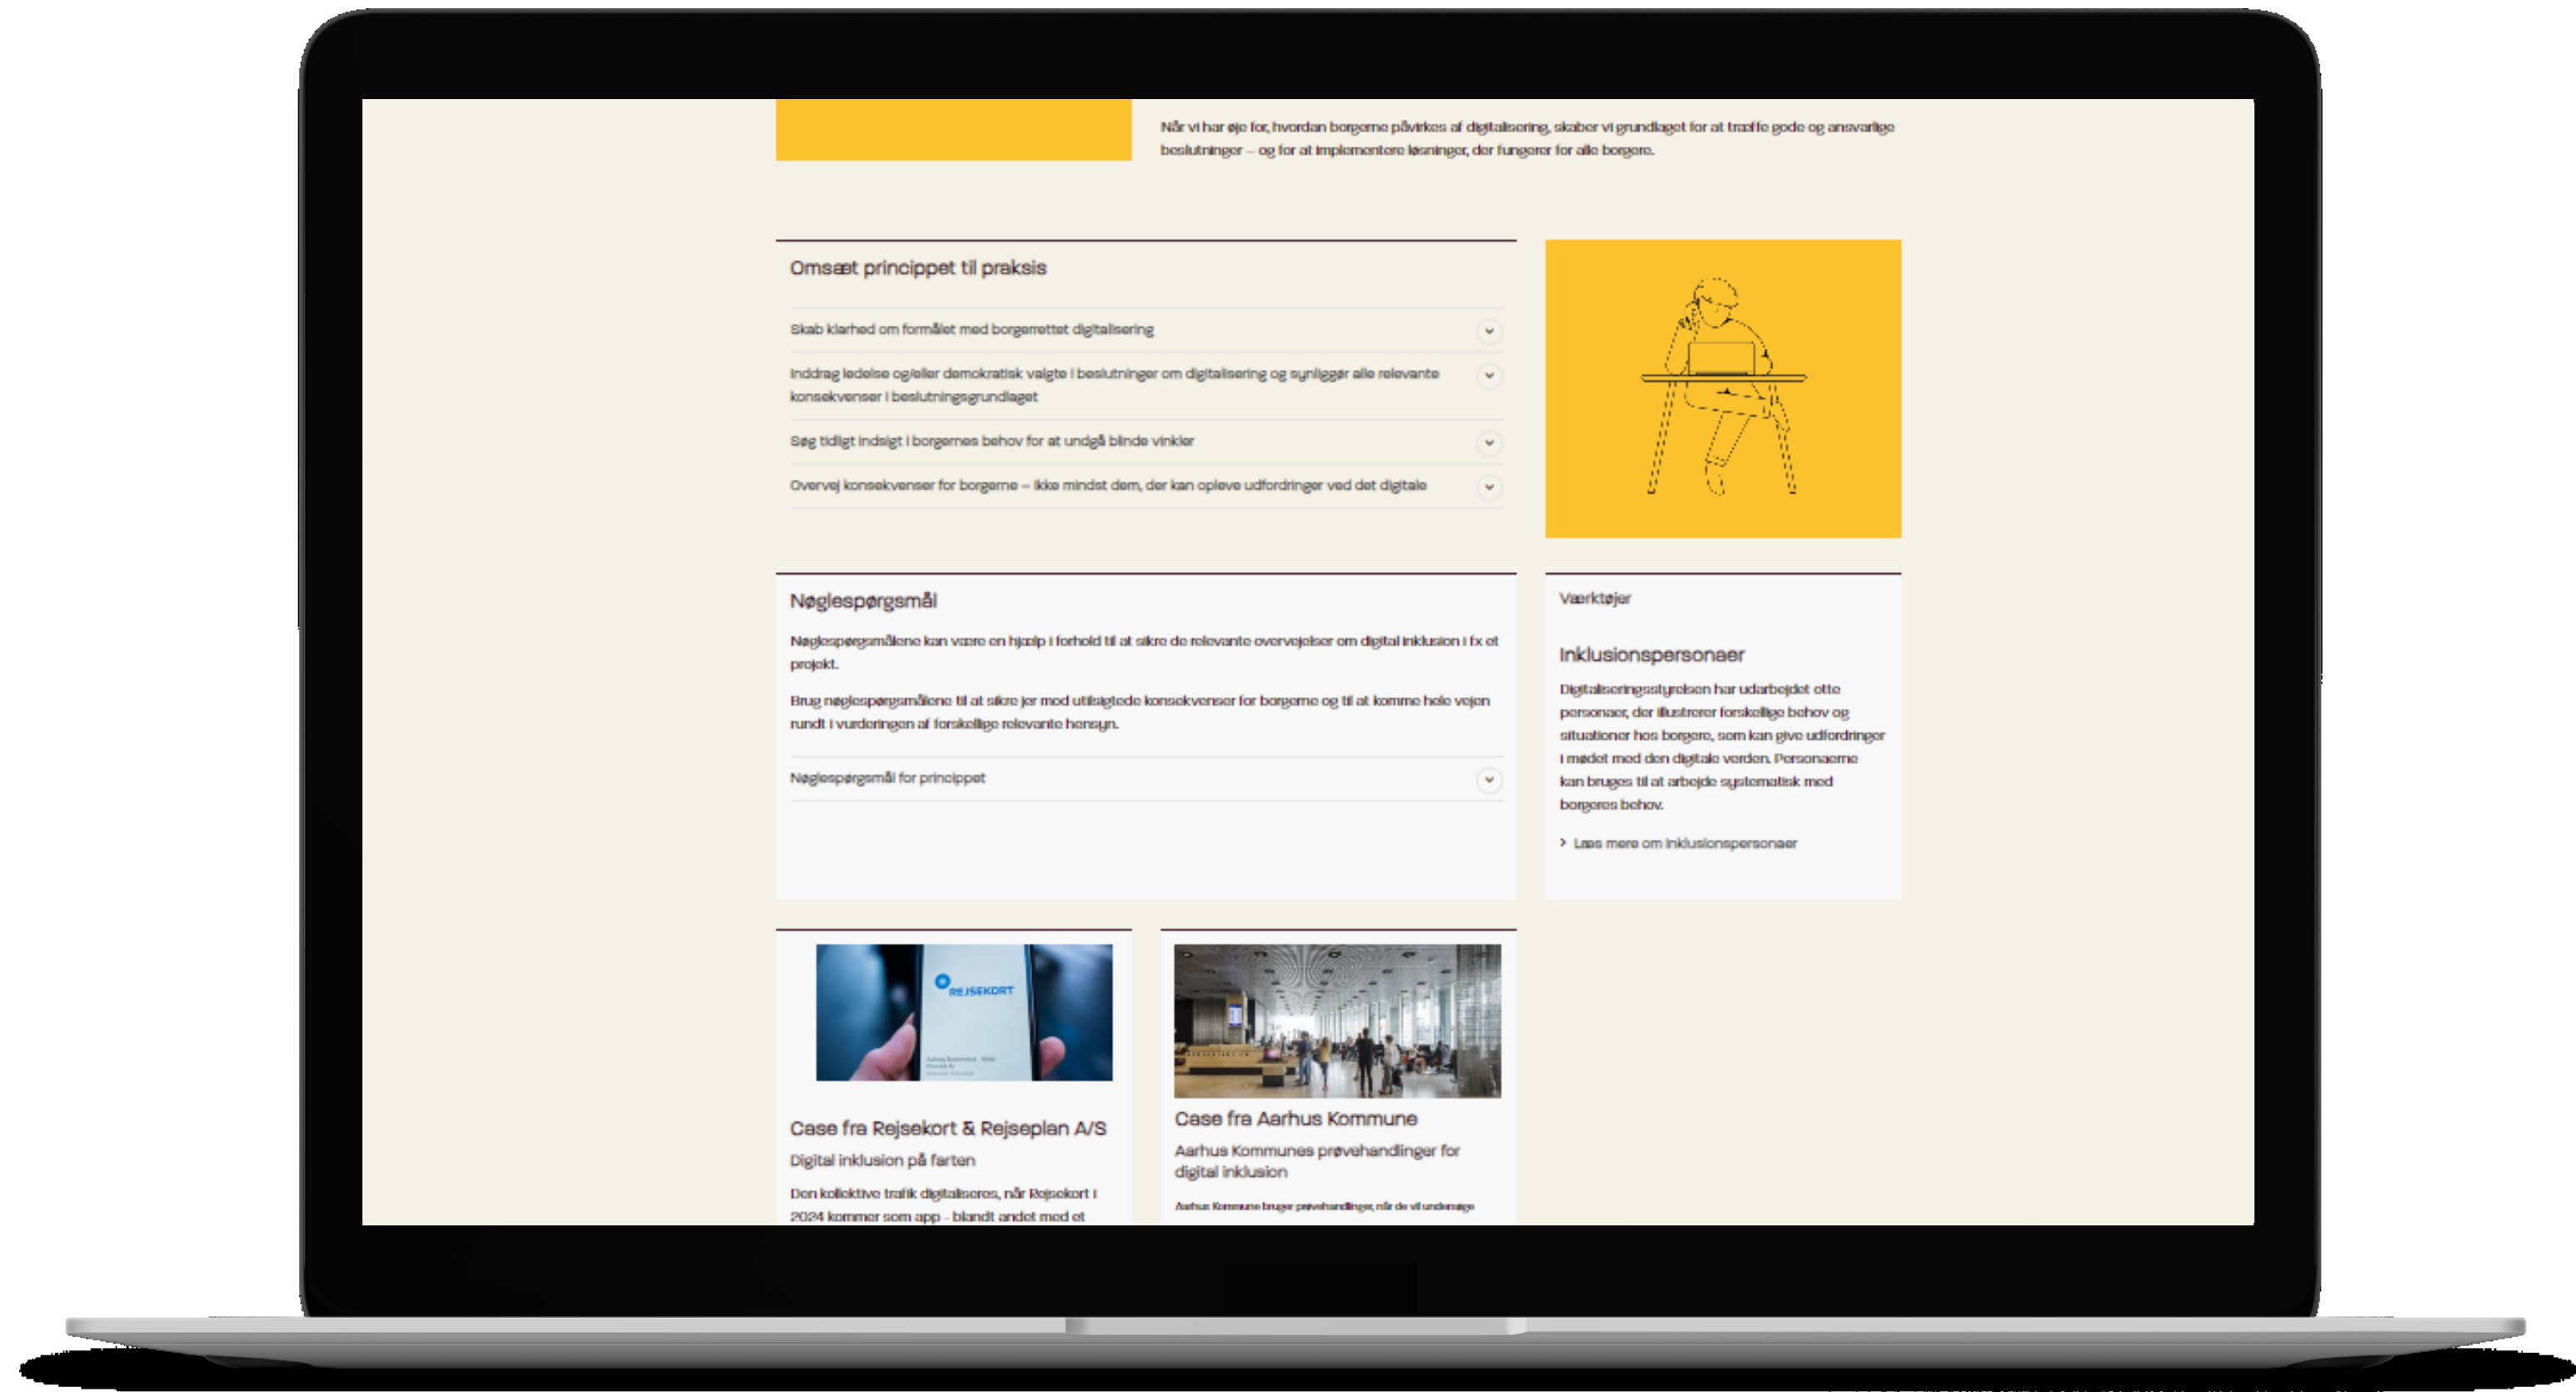 Når vi har øje for, hvordan borgerne påvirkes af digitalisering, skaber vi grundlaget for at træffe gode og ansvarlige
beslutninger – og for at implementere løsninger, der fungerer for alle borgere.
Omsæt princippet til praksis
Skab klarhed om formålet med borgerrettet digitalisering
Inddrag ledelse og/eller demokratisk valgte i beslutninger om digitalisering og synliggør alle relevante
konsekvenser i beslutningsgrundlaget
Søg tidligt indsigt i borgernes behov for at undgå blinde vinkler
Overvej konsekvenser for borgerne – ikke mindst dem, der kan opleve udfordringer ved det digitale
Nøglespørgsmål
Nøglespørgsmålene kan være en hjælp i forhold til at sikre de relevante overvejelser om digital inklusion i fx et
projekt.
Brug nøglespørgsmålene til at sikre jer mod utilsigtede konsekvenser for borgerne og til at komme hele vejen
rundt i vurderingen af forskellige relevante hensyn.
Nøglespørgsmål for princippet
Værktøjer
Inklusionspersonaer
Digitaliseringsstyrelsen har udarbejdet otte
personaer, der illustrerer forskellige behov og
situationer hos borgere, som kan give udfordringer
i mødet med den digitale verden. Personaerne
kan bruges til at arbejde systematisk med
borgeres behov.
Læs mere om inklusionspersonaer
REJSEKORT
Case fra Rejsekort & Rejseplan A/S
Digital inklusion på farten
Den kollektive trafik digitaliseres, når Rejsekort i
2024 kommer som app - blandt andet med et
Case fra Aarhus Kommune
Aarhus Kommunes prøvehandlinger for
digital inklusion
Aarhus Kommune bruger prøvehandlinger, når de vil undersøge